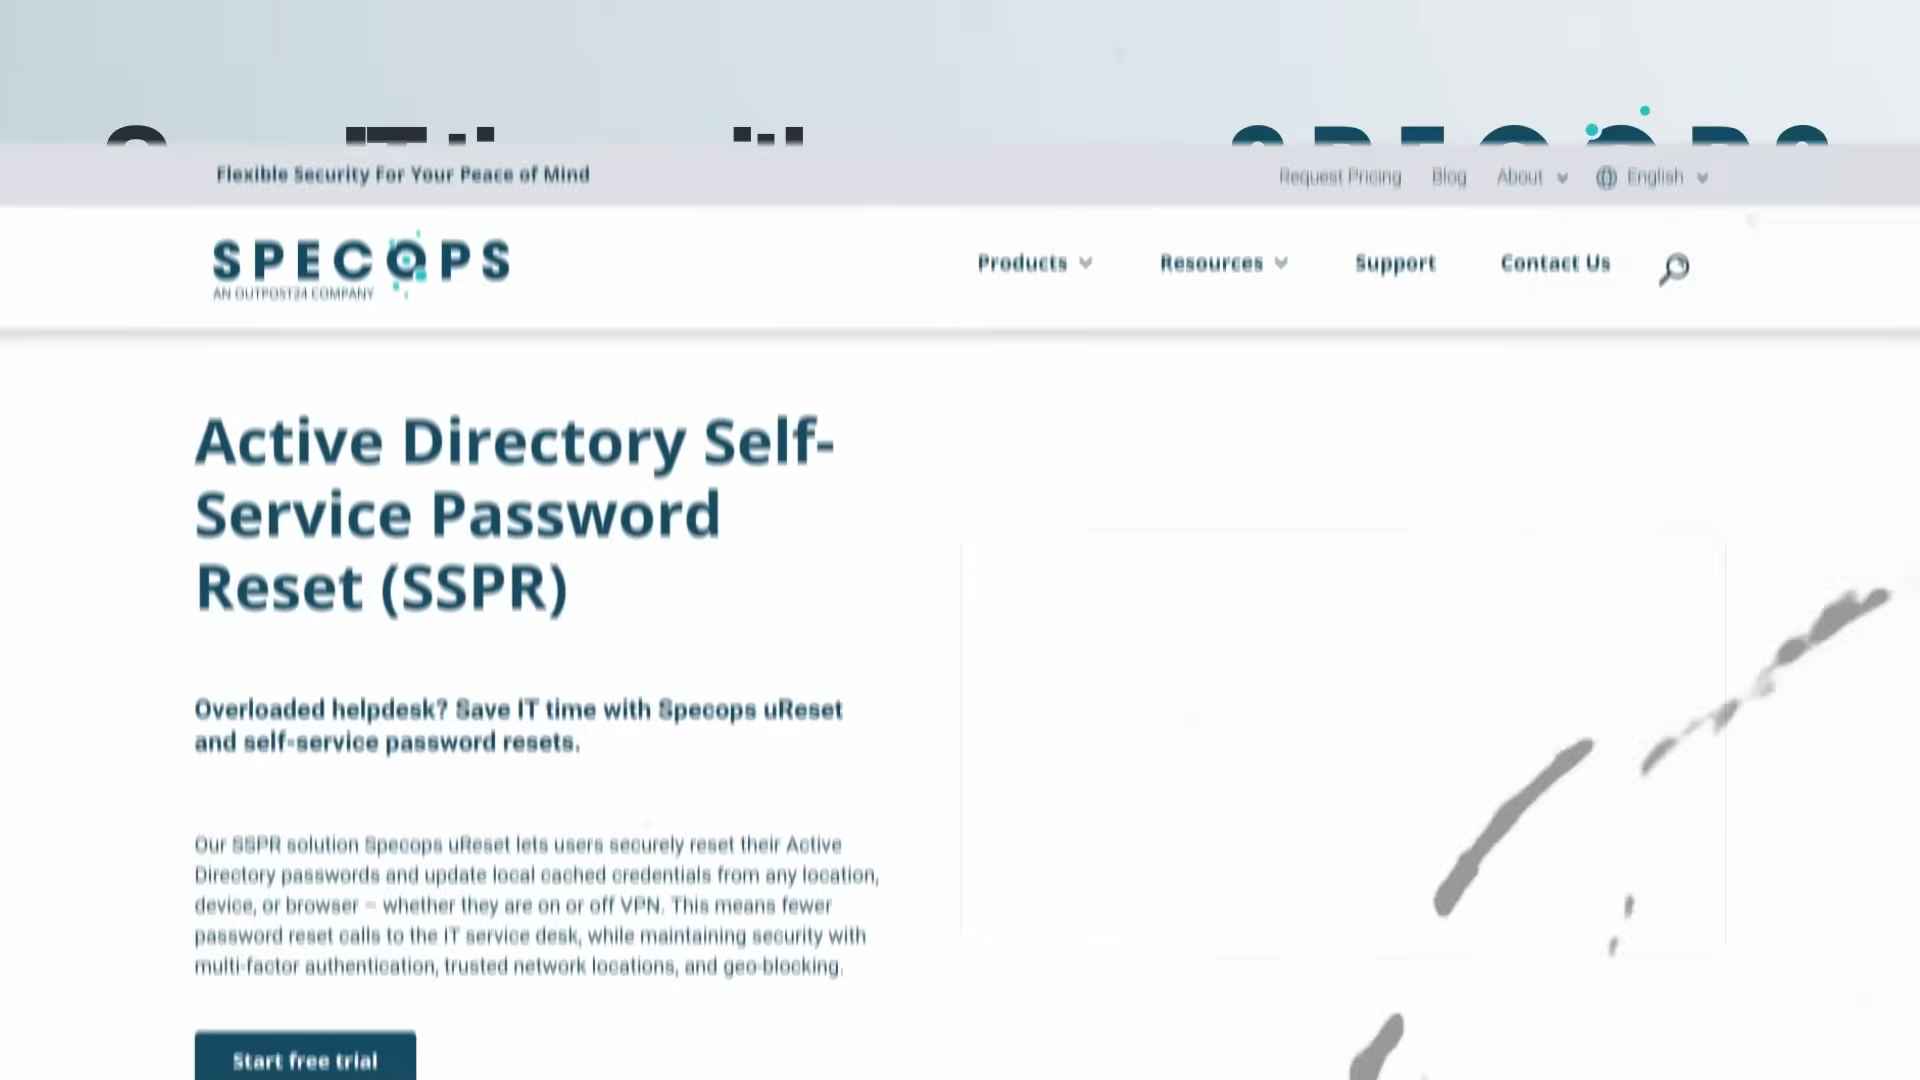 Flexible Security For Your Peace of Mind
Request Pricing Blog About English
SPECOPS
AN OUTPOST24 COMPANY
Products Resources Support Contact Us
Active Directory Self-
Service Password
Reset (SSPR)
Overloaded helpdesk? Save IT time with Specops uReset
and self-service password resets.
Our SSPR solution Specops uReset lets users securely reset their Active
Directory passwords and update local cached credentials from any location,
device, or browser – whether they are on or off VPN. This means fewer
password reset calls to the IT service desk, while maintaining security with
multi-factor authentication, trusted network locations, and geo-blocking.
Start free trial